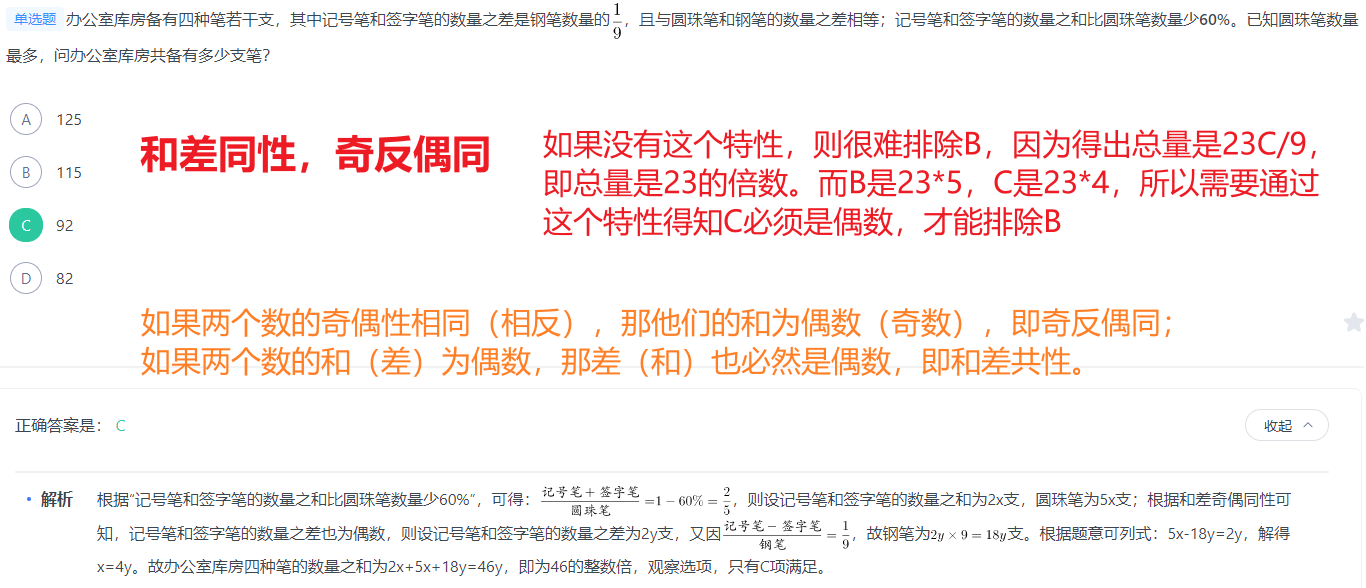 单选题 办公室库房备有四种笔若干支，其中记号笔和签字笔的数量之差是钢笔数量的1/9，且与圆珠笔和钢笔的数量之差相等；记号笔和签字笔的数量之和比圆珠笔数量少60%。已知圆珠笔数量
最多，问办公室库房共备有多少支笔？
A 125
B 115
C 92
D 82
和差同性，奇反偶同
如果没有这个特性，则很难排除B，因为得出总量是23C/9，
即总量是23的倍数。而B是23*5，C是23*4，所以需要通过
这个特性得知C必须是偶数，才能排除B
如果两个数的奇偶性相同（相反），那他们的和为偶数（奇数），即奇反偶同；
如果两个数的和（差）为偶数，那差（和）也必然是偶数，即和差共性。
正确答案是： C
收起
• 解析 根据“记号笔和签字笔的数量之和比圆珠笔数量少60%”，可得：(记号笔+签字笔)/圆珠笔=1－60%=2/5，则设记号笔和签字笔的数量之和为2x支，圆珠笔为5x支；根据和差奇偶同性可
知，记号笔和签字笔的数量之差也为偶数，则设记号笔和签字笔的数量之差为2y支，又因(记号笔－签字笔)/钢笔=1/9，故钢笔为2y×9=18y支。根据题意可列式：5x-18y=2y，解得
x=4y。故办公室库房四种笔的数量之和为2x+5x+18y=46y，即为46的整数倍，观察选项，只有C项满足。